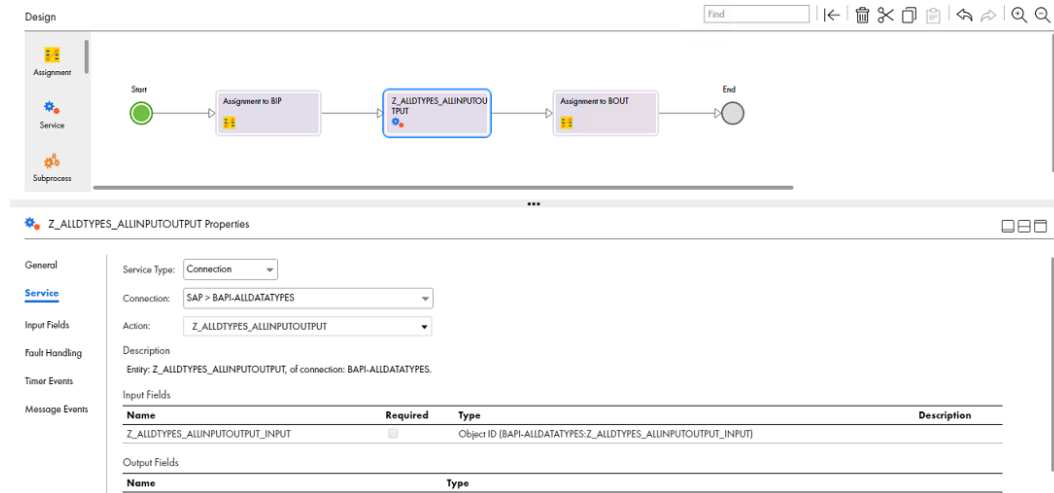 Design
Find
Assignment
Service
Subprocess
Start
Assignment to BIP
Z_ALLDTYPES_ALLINPUTOU
TPUT
Assignment to BOUT
End
Z_ALLDTYPES_ALLINPUTOUTPUT Properties
General
Service
Input Fields
Fault Handling
Timer Events
Message Events
Service Type: Connection
Connection: SAP > BAPI-ALLDATATYPES
Action: Z_ALLDTYPES_ALLINPUTOUTPUT
Description
Entity: Z_ALLDTYPES_ALLINPUTOUTPUT, of connection: BAPI-ALLDATATYPES.
Input Fields
Name Required Type Description
Z_ALLDTYPES_ALLINPUTOUTPUT_INPUT Object ID (BAPI-ALLDATATYPES:Z_ALLDTYPES_ALLINPUTOUTPUT_INPUT)
Output Fields
Name Type